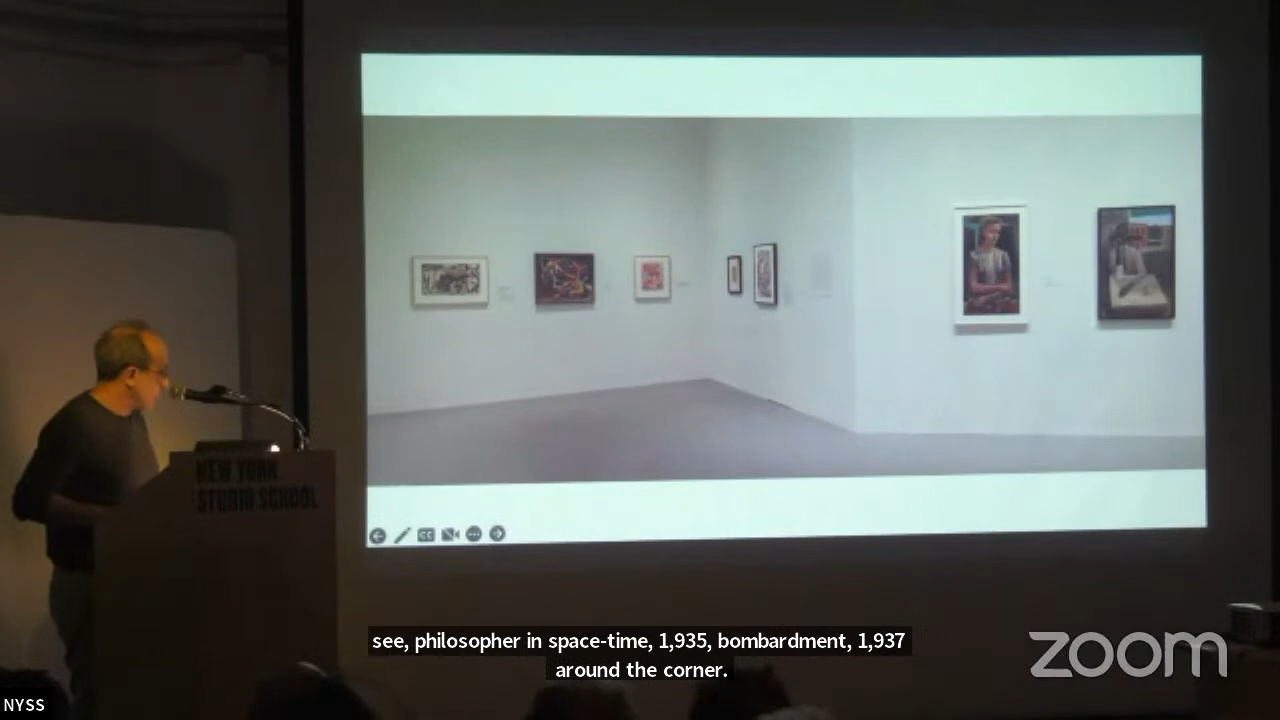 NEW YORK
STUDIO SCHOOL
see, philosopher in space-time, 1,935, bombardment, 1,937
around the corner.
zoom
NYSS